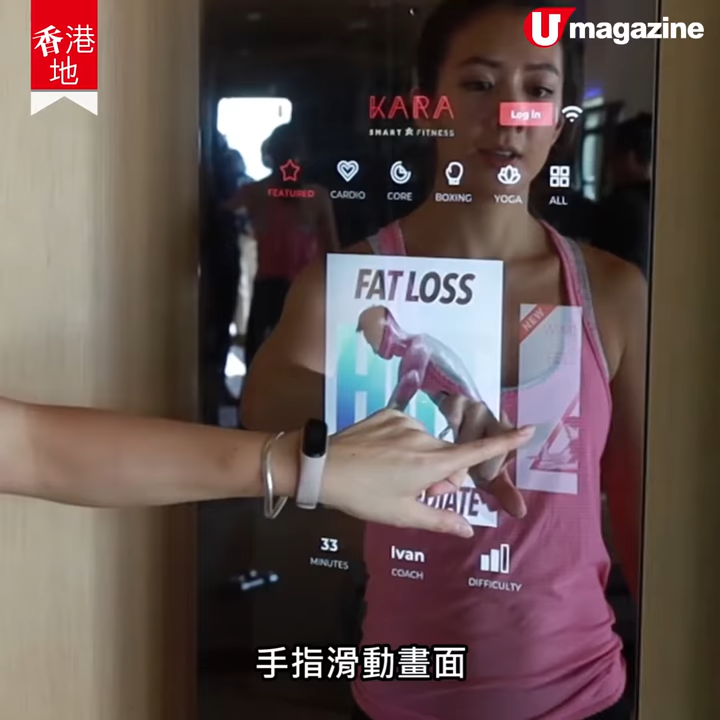 香港
地
U magazine
KARA
SMART FITNESS
Log in
FEATURED
CARDIO
CORE
BOXING
YOGA
ALL
FAT LOSS
NEW
33
MINUTES
Ivan
COACH
DIFFICULTY
手指滑動畫面